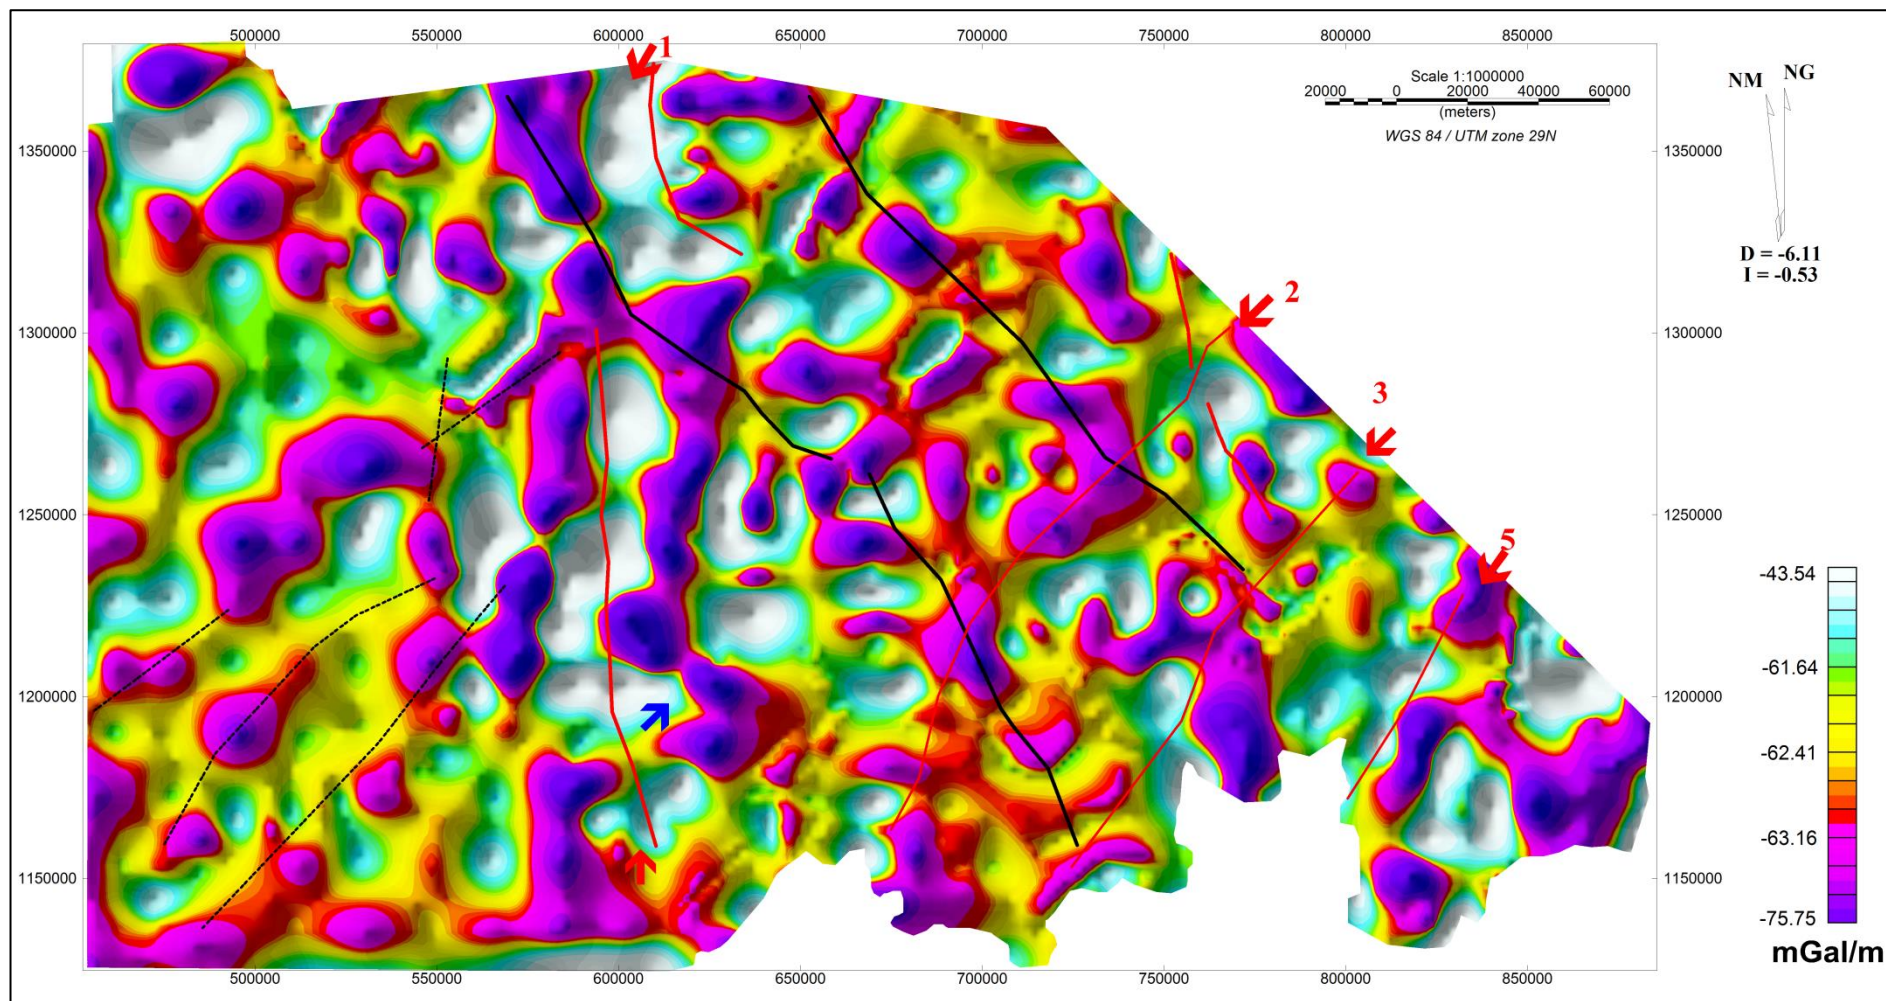 500000 550000 600000 650000 700000 750000 800000 850000
1
Scale 1:1000000
20000 0 20000 40000 60000
(meters)
WGS 84 / UTM zone 29N
NM NG
D = -6.11
I = -0.53
1350000 1350000
2
1300000 1300000
3
1250000 1250000
5
-43.54
-61.64
-62.41
-63.16
-75.75
mGal/m
1200000 1200000
1150000 1150000
500000 550000 600000 650000 700000 750000 800000 850000